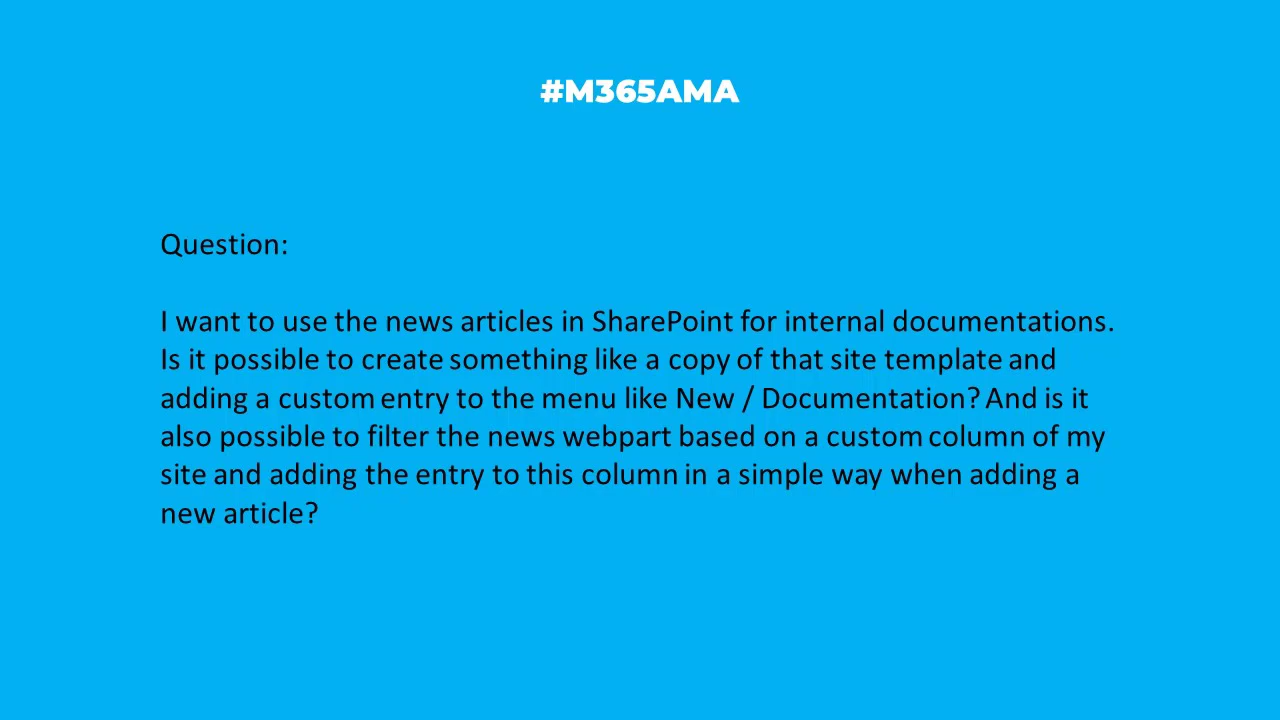 #M365AMA
Question:
I want to use the news articles in SharePoint for internal documentations.
Is it possible to create something like a copy of that site template and
adding a custom entry to the menu like New / Documentation? And is it
also possible to filter the news webpart based on a custom column of my
site and adding the entry to this column in a simple way when adding a
new article?